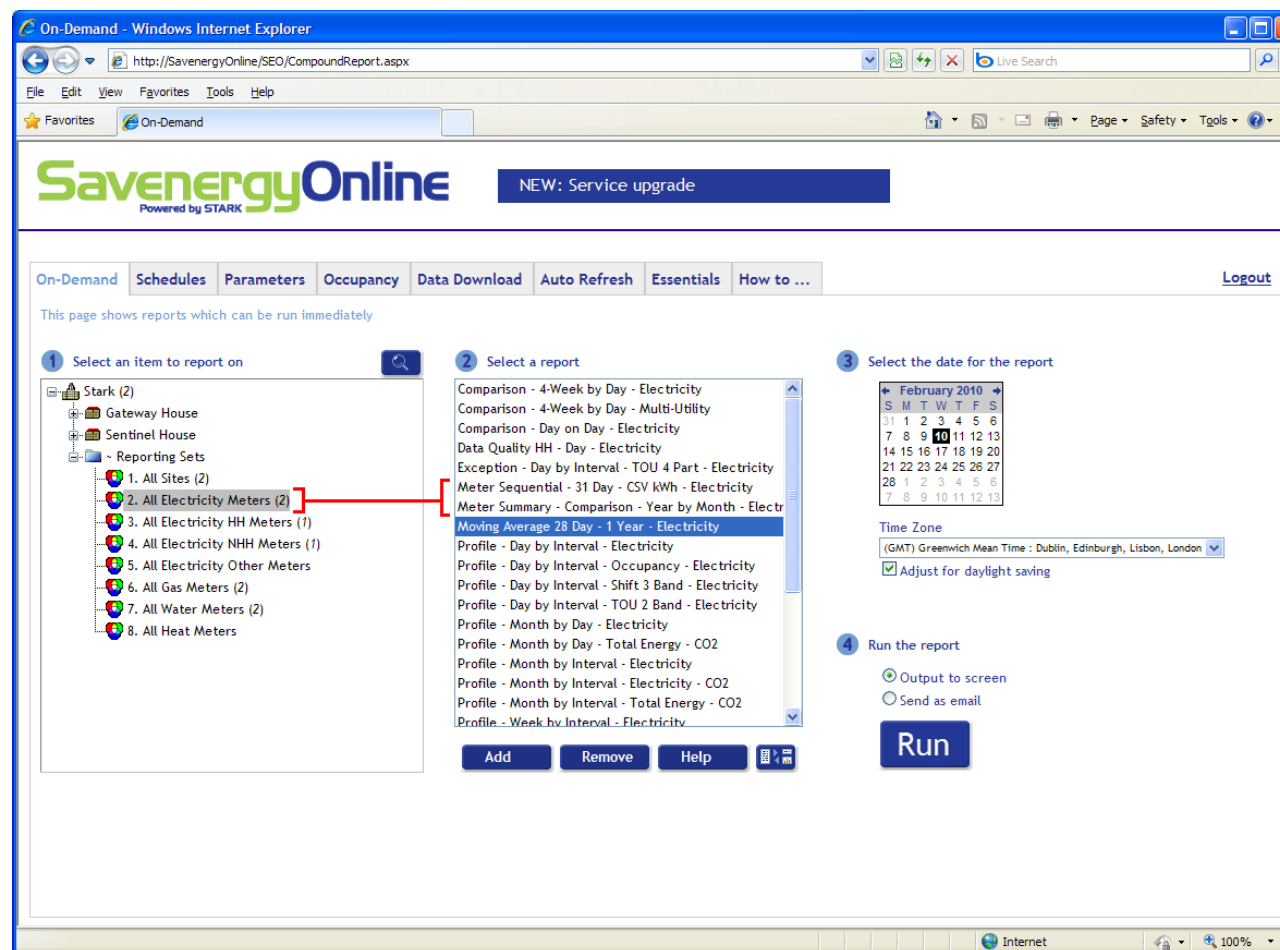 On-Demand - Windows Internet Explorer
http://SavenergyOnline/SEO/CompoundReport.aspx
Live Search
File Edit View Favorites Tools Help
Favorites
On-Demand
Page Safety Tools
SavenergyOnline
Powered by STARK
NEW: Service upgrade
On-Demand Schedules Parameters Occupancy Data Download Auto Refresh Essentials How to ...
Logout
This page shows reports which can be run immediately
1 Select an item to report on
Stark (2)
Gateway House
Sentinel House
~ Reporting Sets
1. All Sites (2)
2. All Electricity Meters (2)
3. All Electricity HH Meters (1)
4. All Electricity NHH Meters (1)
5. All Electricity Other Meters
6. All Gas Meters (2)
7. All Water Meters (2)
8. All Heat Meters
2 Select a report
Comparison - 4-Week by Day - Electricity
Comparison - 4-Week by Day - Multi-Utility
Comparison - Day on Day - Electricity
Data Quality HH - Day - Electricity
Exception - Day by Interval - TOU 4 Part - Electricity
Meter Sequential - 31 Day - CSV kWh - Electricity
Meter Summary - Comparison - Year by Month - Electr
Moving Average 28 Day - 1 Year - Electricity
Profile - Day by Interval - Electricity
Profile - Day by Interval - Occupancy - Electricity
Profile - Day by Interval - Shift 3 Band - Electricity
Profile - Day by Interval - TOU 2 Band - Electricity
Profile - Month by Day - Electricity
Profile - Month by Day - Total Energy - CO2
Profile - Month by Interval - Electricity
Profile - Month by Interval - Electricity - CO2
Profile - Month by Interval - Total Energy - CO2
Profile - Week by Interval - Electricity
Add Remove Help
3 Select the date for the report
February 2010
S M T W T F S
31 1 2 3 4 5 6
7 8 9 10 11 12 13
14 15 16 17 18 19 20
21 22 23 24 25 26 27
28 1 2 3 4 5 6
7 8 9 10 11 12 13
Time Zone
(GMT) Greenwich Mean Time : Dublin, Edinburgh, Lisbon, London
Adjust for daylight saving
4 Run the report
Output to screen
Send as email
Run
Internet
100%